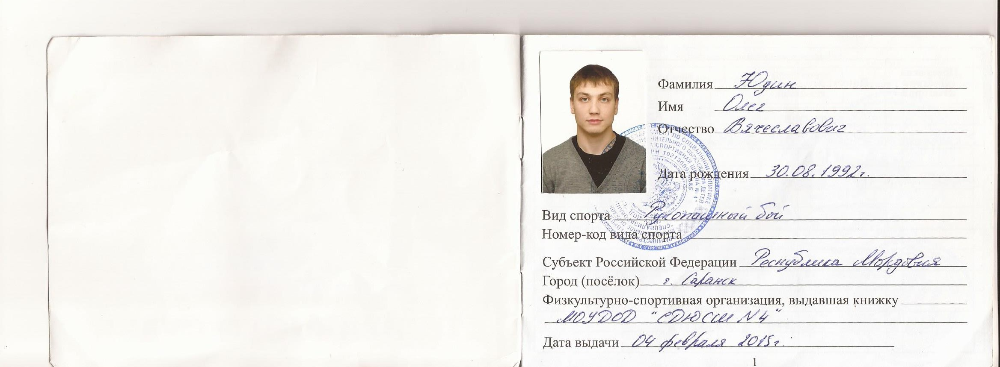 Фамилия Юдин
Имя Олег
Отчество Вячеславович
Дата рождения 30.08.1992г.
Вид спорта Рукопашный бой
Номер-код вида спорта
Субъект Российской Федерации Республика Мордовия
Город (посёлок) г. Саранск
Физкультурно-спортивная организация, выдавшая книжку
МОУДОД "СДЮСШ N4"
Дата выдачи 04 февраля 2015г.
1